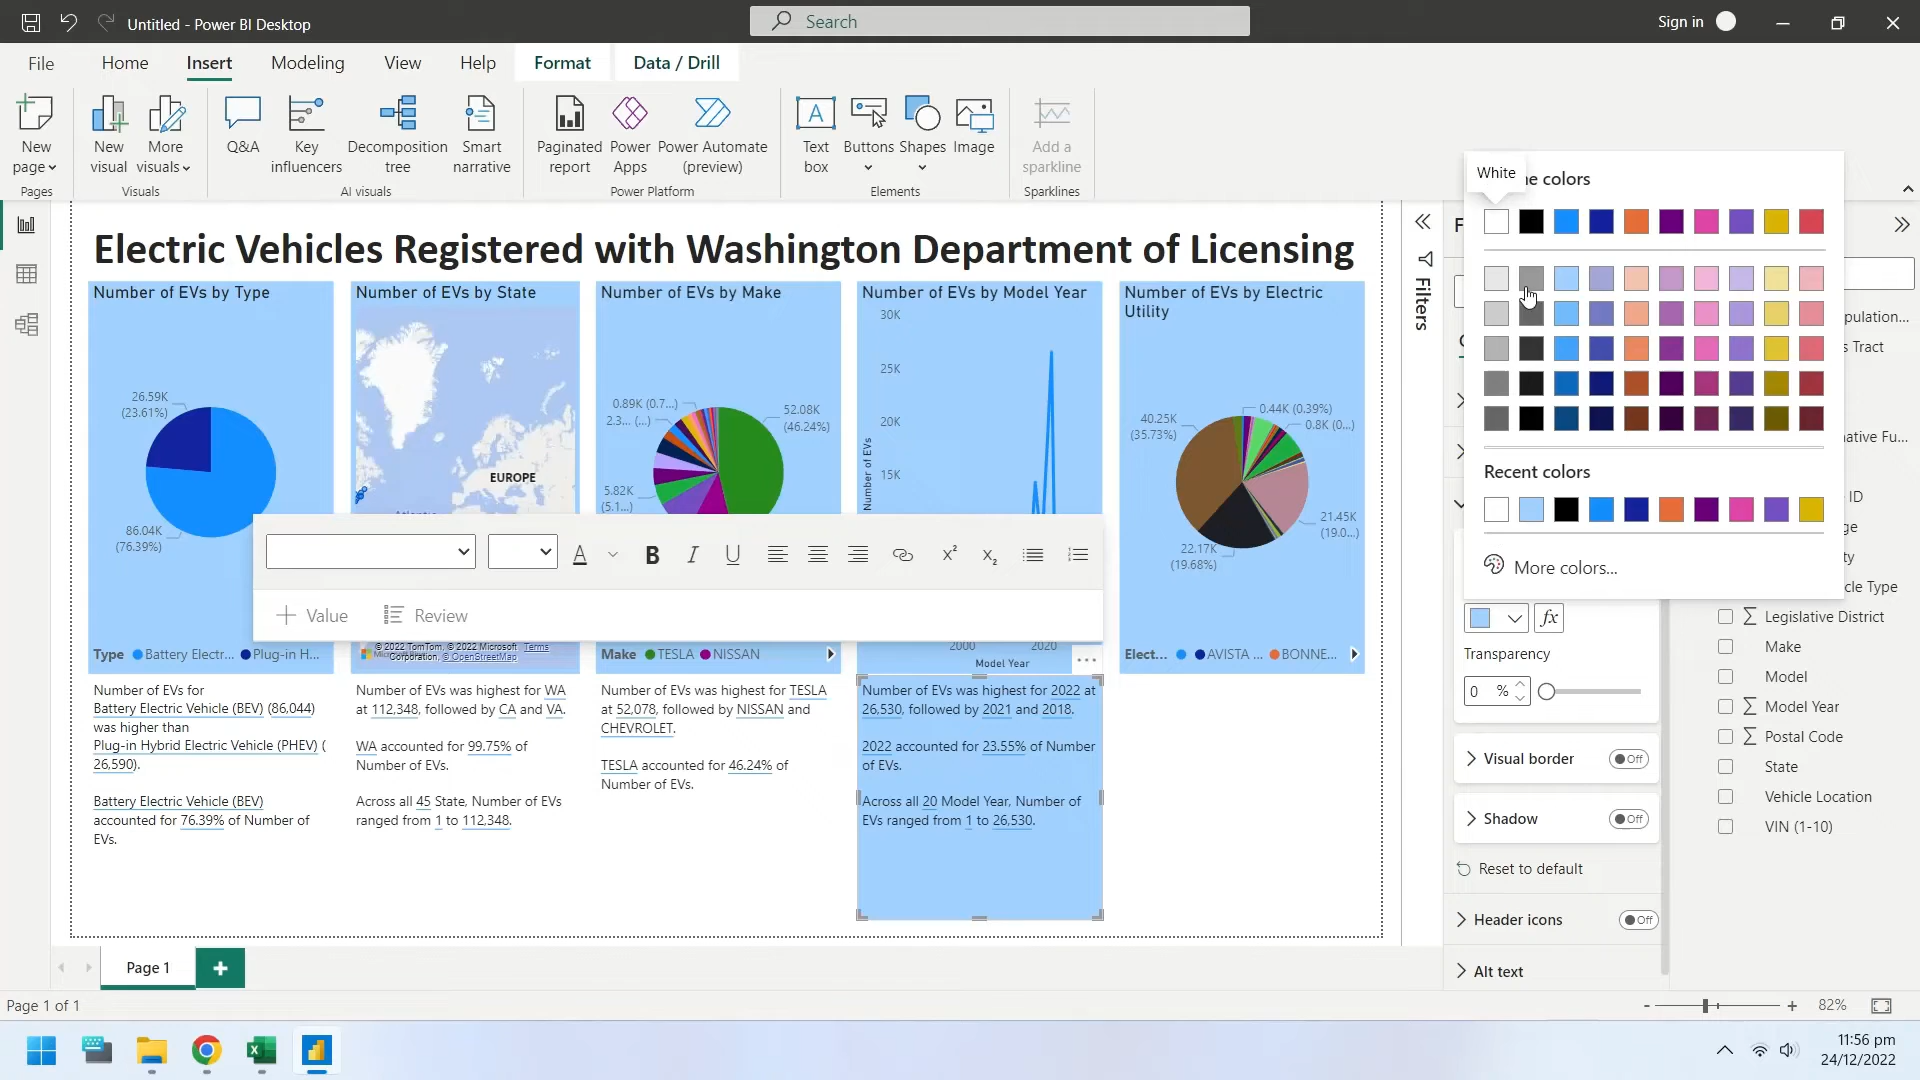 Untitled - Power BI Desktop
Search
Sign in
File
Home
Insert
Modeling
View
Help
Format
Data / Drill
New page
Pages
New visual
More visuals
Visuals
Q&A
Key influencers
Decomposition tree
Smart narrative
AI visuals
Paginated report
Power Apps
Power Automate (preview)
Power Platform
Text box
Buttons
Shapes
Image
Elements
Add a sparkline
Sparklines
Electric Vehicles Registered with Washington Department of Licensing
Number of EVs by Type
26.59K
(23.61%)
86.04K
(76.39%)
Type
Battery Electr...
Plug-in H...
Number of EVs by State
EUROPE
© 2022 TomTom, © 2022 Microsoft Corporation, © OpenStreetMap
Terms
Number of EVs by Make
0.89K (0.7...)
2.3... (...)
5.82K
(5.1...)
52.08K
(46.24%)
Make
TESLA
NISSAN
Number of EVs by Model Year
30K
25K
20K
15K
Number of EVs
2000
2020
Model Year
Number of EVs by Electric
Utility
40.25K
(35.73%)
0.44K (0.39%)
0.8K (0...)
21.45K
(19.0...)
22.17K
(19.68%)
Elect...
AVISTA ...
BONNE...
Value
Review
Number of EVs for
Battery Electric Vehicle (BEV) (86,044)
was higher than
Plug-in Hybrid Electric Vehicle (PHEV) (
26,590).
Battery Electric Vehicle (BEV)
accounted for 76.39% of Number of
EVs.
Number of EVs was highest for WA
at 112,348, followed by CA and VA.
WA accounted for 99.75% of
Number of EVs.
Across all 45 State, Number of EVs
ranged from 1 to 112,348.
Number of EVs was highest for TESLA
at 52,078, followed by NISSAN and
CHEVROLET.
TESLA accounted for 46.24% of
Number of EVs.
Number of EVs was highest for 2022 at
26,530, followed by 2021 and 2018.
2022 accounted for 23.55% of Number
of EVs.
Across all 20 Model Year, Number of
EVs ranged from 1 to 26,530.
Filters
White
colors
Recent colors
More colors...
fx
Transparency
0 %
Visual border
Off
Shadow
Off
Reset to default
Header icons
Off
Alt text
Tract
ID
Legislative District
Make
Model
Model Year
Postal Code
State
Vehicle Location
VIN (1-10)
Page 1
Page 1 of 1
82%
11:56 pm
24/12/2022